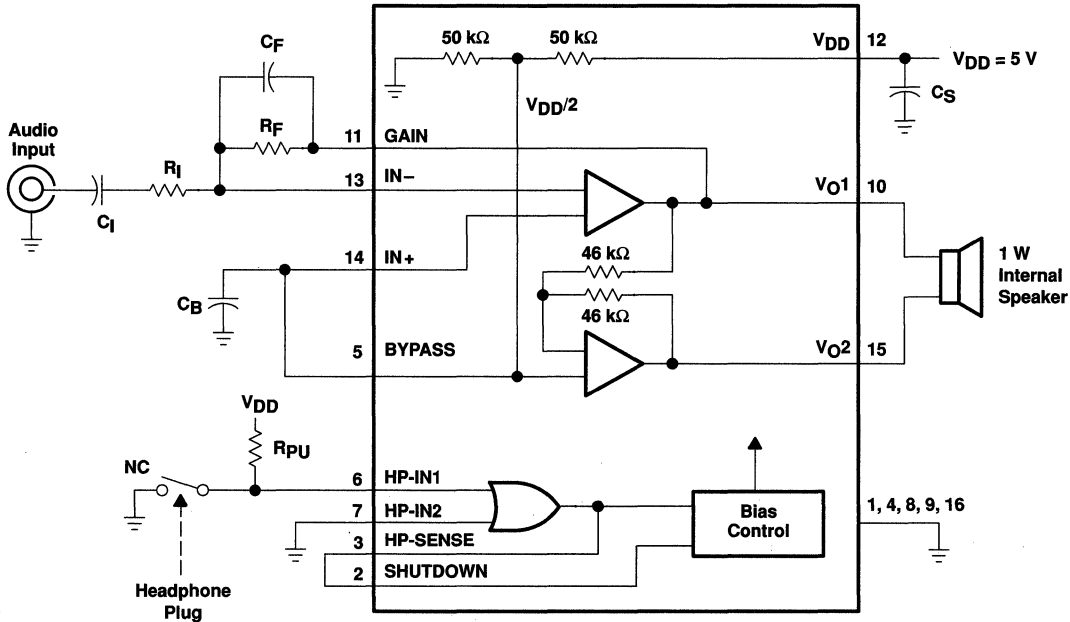 50 kΩ
50 kΩ
VDD
12
VDD = 5 V
CS
VDD/2
CF
RF
Audio
Input
RI
CI
11
GAIN
13
IN−
VO1
10
14
IN+
46 kΩ
46 kΩ
1 W
Internal
Speaker
CB
5
BYPASS
VO2
15
VDD
RPU
NC
6
HP-IN1
7
HP-IN2
3
HP-SENSE
2
SHUTDOWN
Bias
Control
1, 4, 8, 9, 16
Headphone
Plug